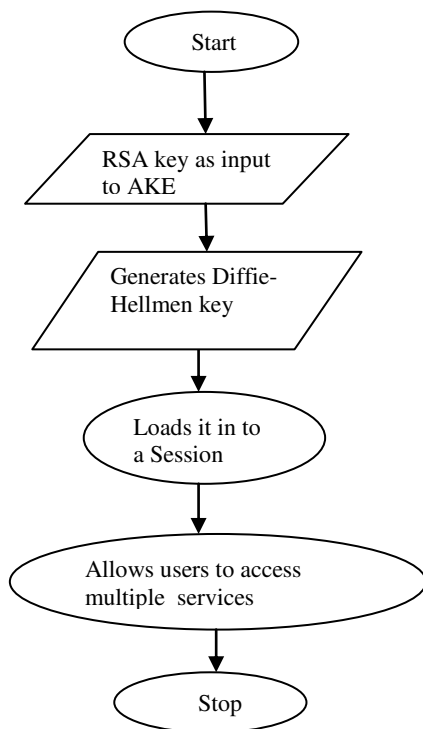 Start
RSA key as input
to AKE
Generates Diffie-
Hellmen key
Loads it in to
a Session
Allows users to access
multiple services
Stop